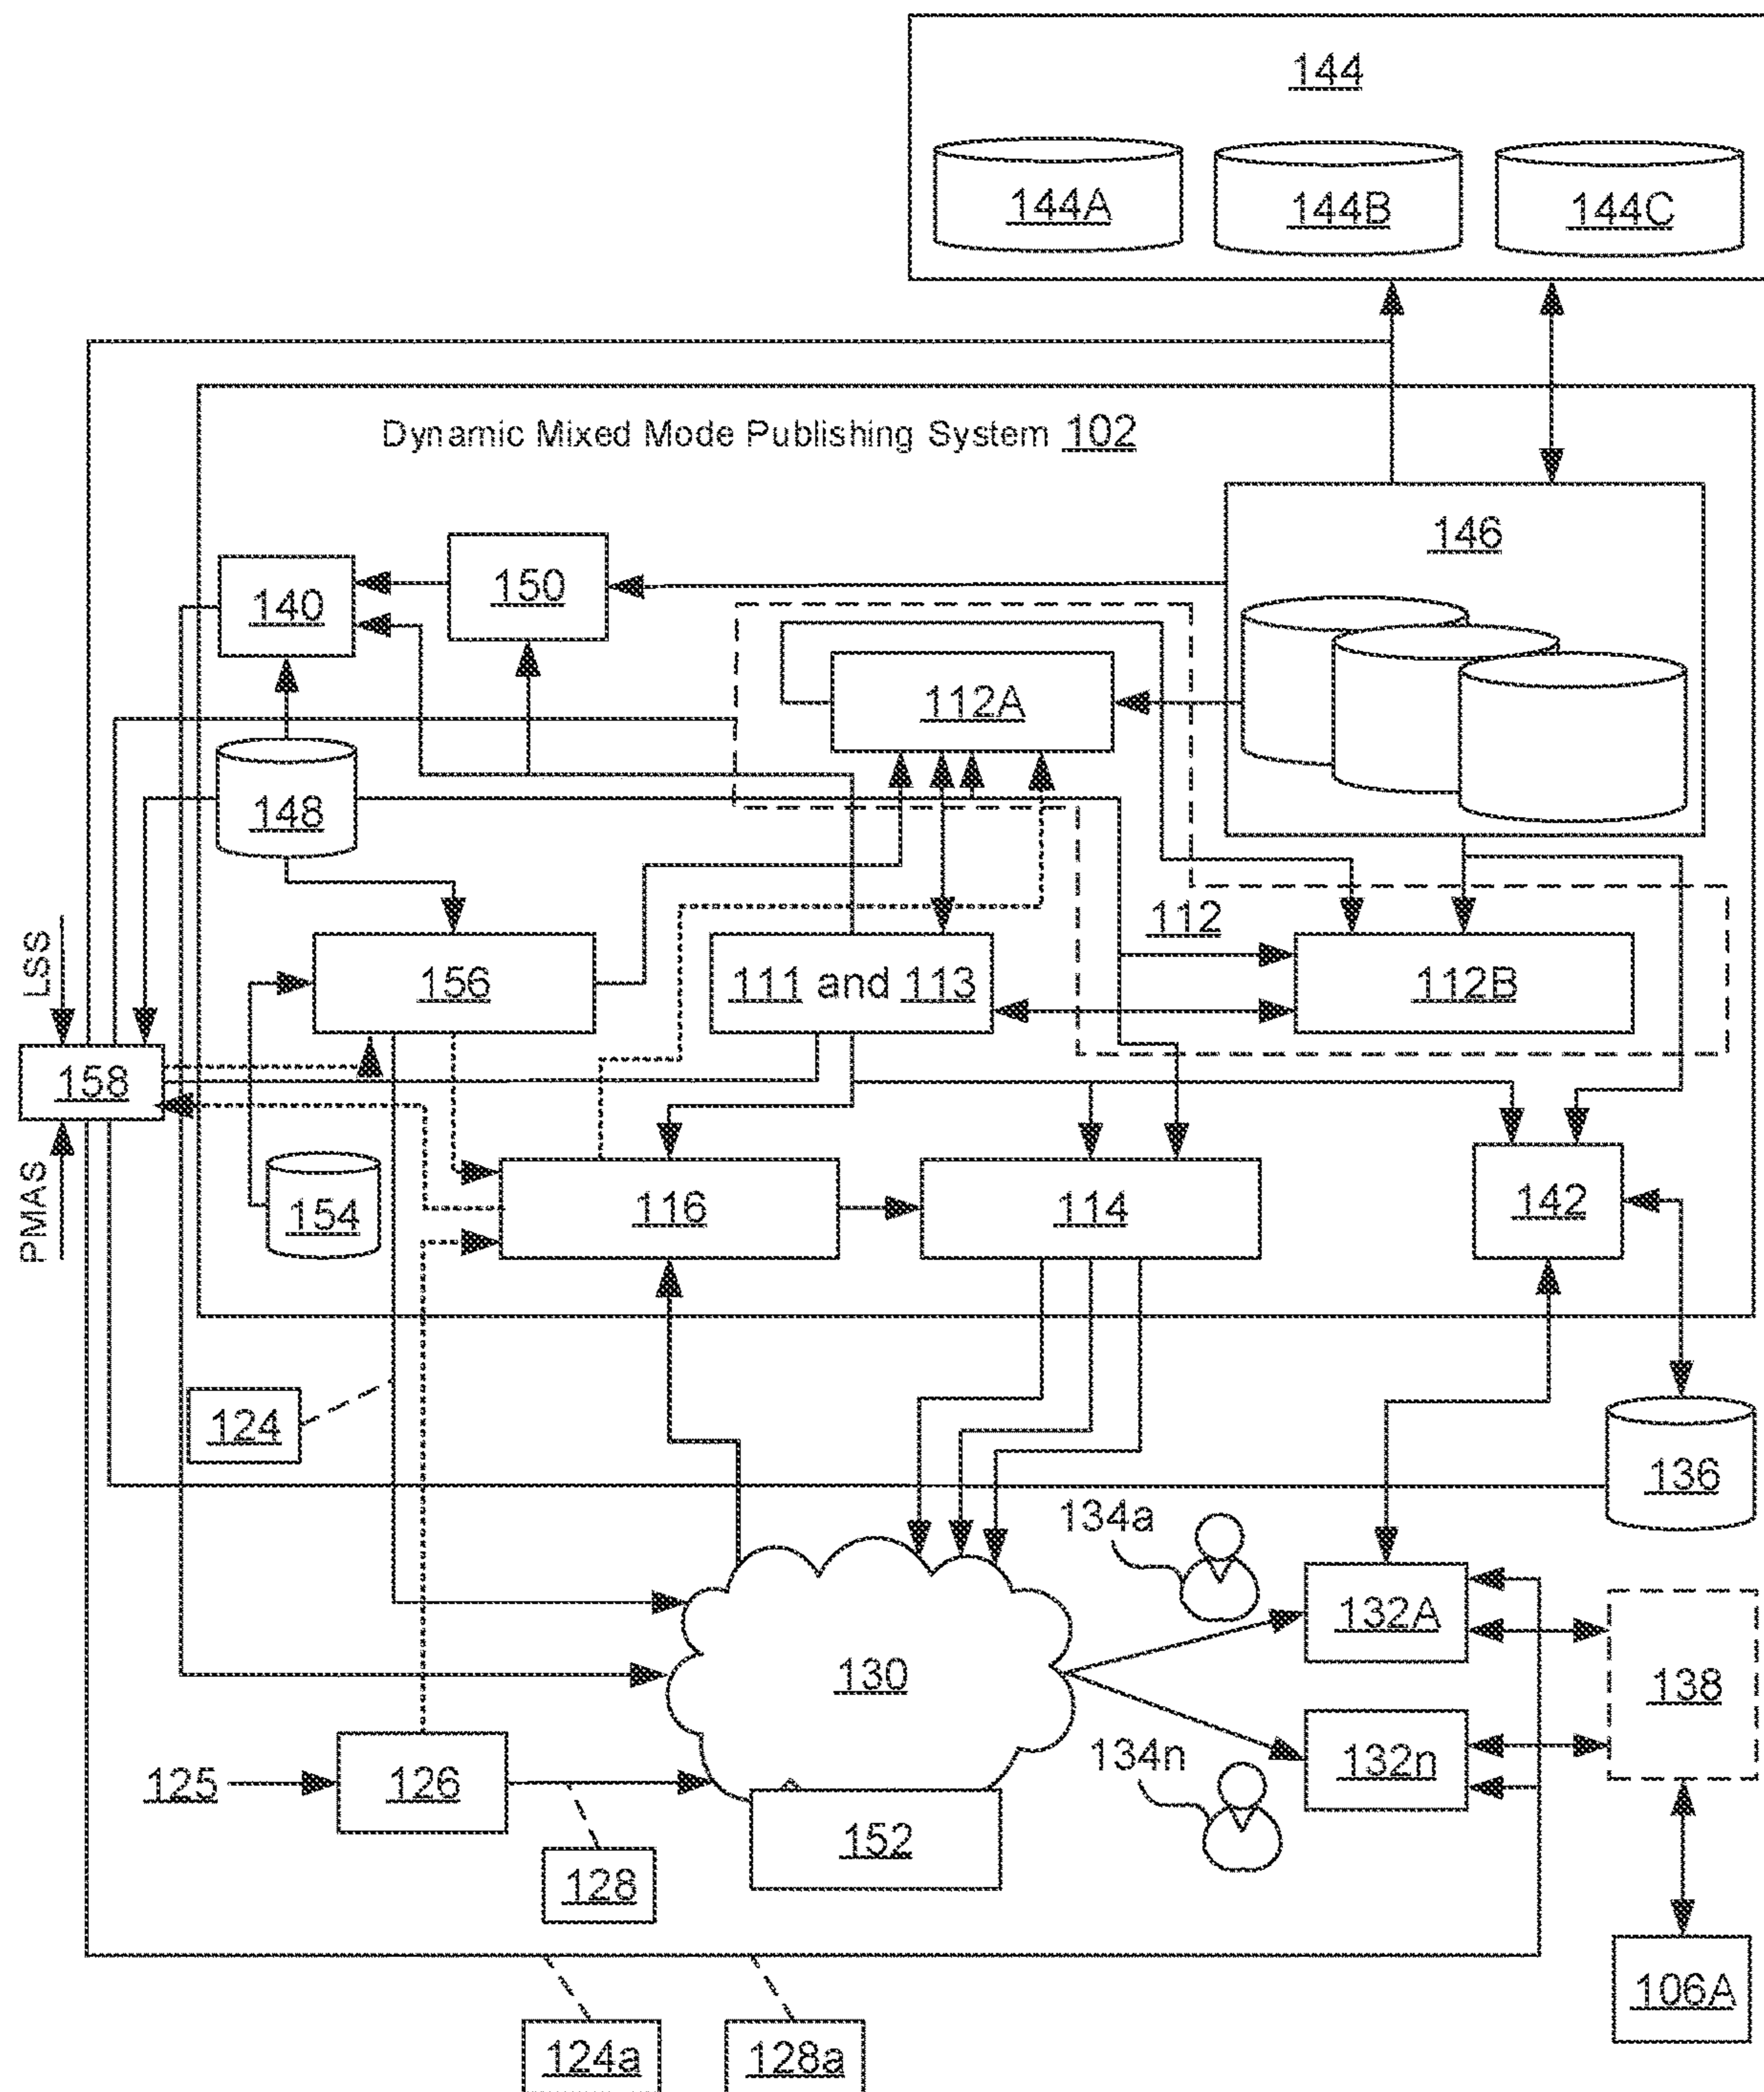 144
144A 144B 144C
Dynamic Mixed Mode Publishing System 102
146
140
150
112A
148
112
156
111 and 113
112B
LSS
158
PMAS
154
116
114
142
124
136
134a
132A
130
138
134n
132n
125
126
152
128
106A
124a
128a